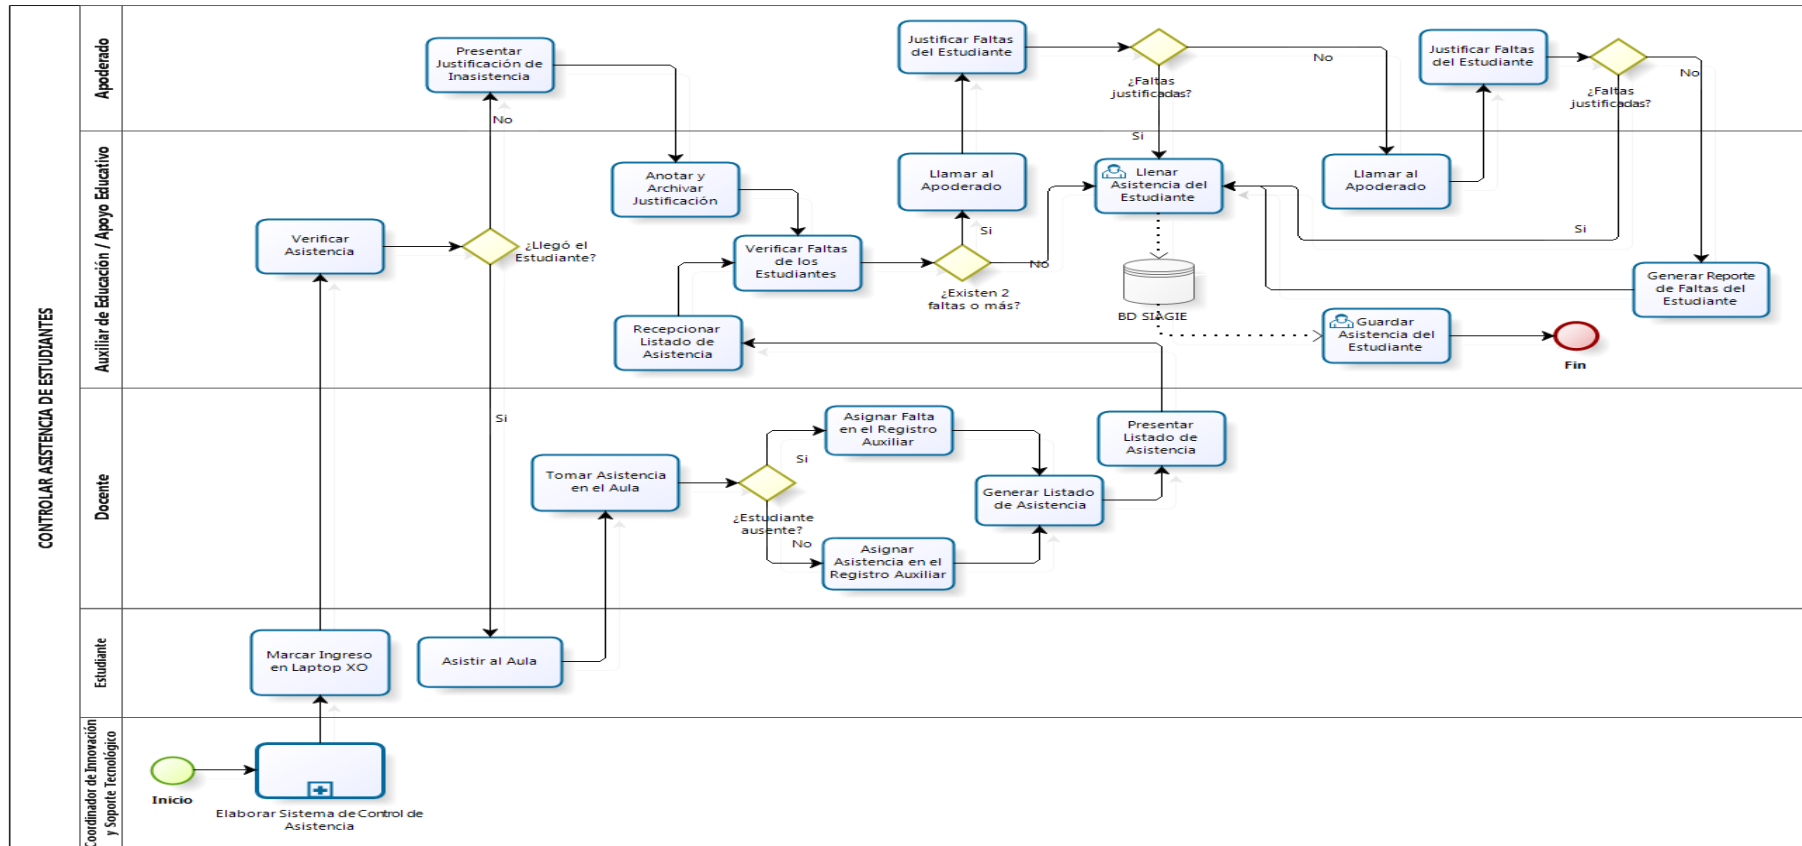 CONTROLAR ASISTENCIA DE ESTUDIANTES
Apoderado
Presentar
Justificación de
Inasistencia
No
Justificar Faltas
del Estudiante
¿Faltas
justificadas?
No
Si
Justificar Faltas
del Estudiante
¿Faltas
justificadas?
No
Auxiliar de Educación / Apoyo Educativo
Verificar
Asistencia
¿Llegó el
Estudiante?
Si
Anotar y
Archivar
Justificación
Verificar Faltas
de los
Estudiantes
Recepcionar
Listado de
Asistencia
¿Existen 2
faltas o más?
Si
No
Llamar al
Apoderado
Llenar
Asistencia del
Estudiante
BD SIAGIE
Llamar al
Apoderado
Si
Generar Reporte
de Faltas del
Estudiante
Guardar
Asistencia del
Estudiante
Fin
Docente
Tomar Asistencia
en el Aula
¿Estudiante
ausente?
Si
No
Asignar Falta
en el Registro
Auxiliar
Asignar
Asistencia en el
Registro Auxiliar
Generar Listado
de Asistencia
Presentar
Listado de
Asistencia
Estudiante
Marcar Ingreso
en Laptop XO
Asistir al Aula
Coordinador de Innovación
y Soporte Tecnológico
Inicio
Elaborar Sistema de Control de
Asistencia